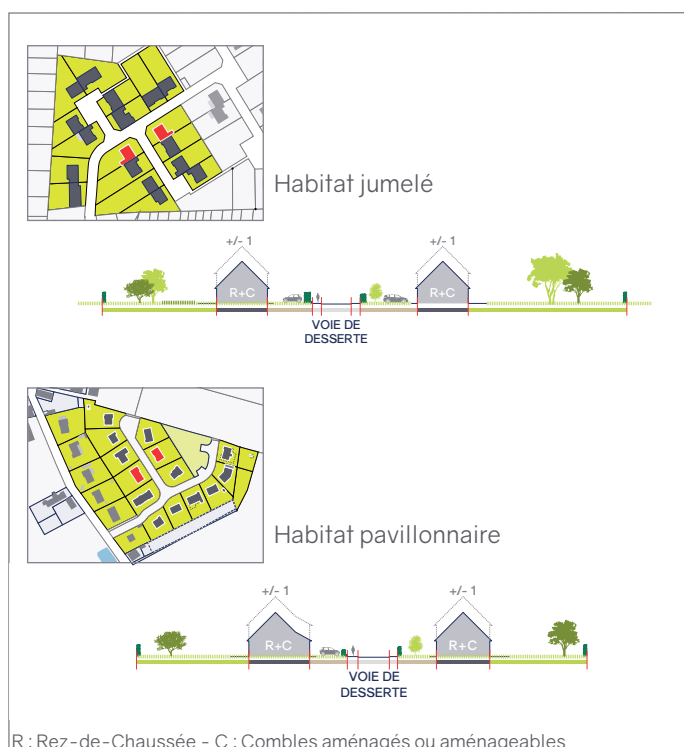 Habitat jumelé
+/- 1
+/- 1
R+C
R+C
VOIE DE
DESSERTE
Habitat pavillonnaire
+/- 1
+/- 1
R+C
R+C
VOIE DE
DESSERTE
R : Rez-de-Chaussée - C : Combles aménagés ou aménageables